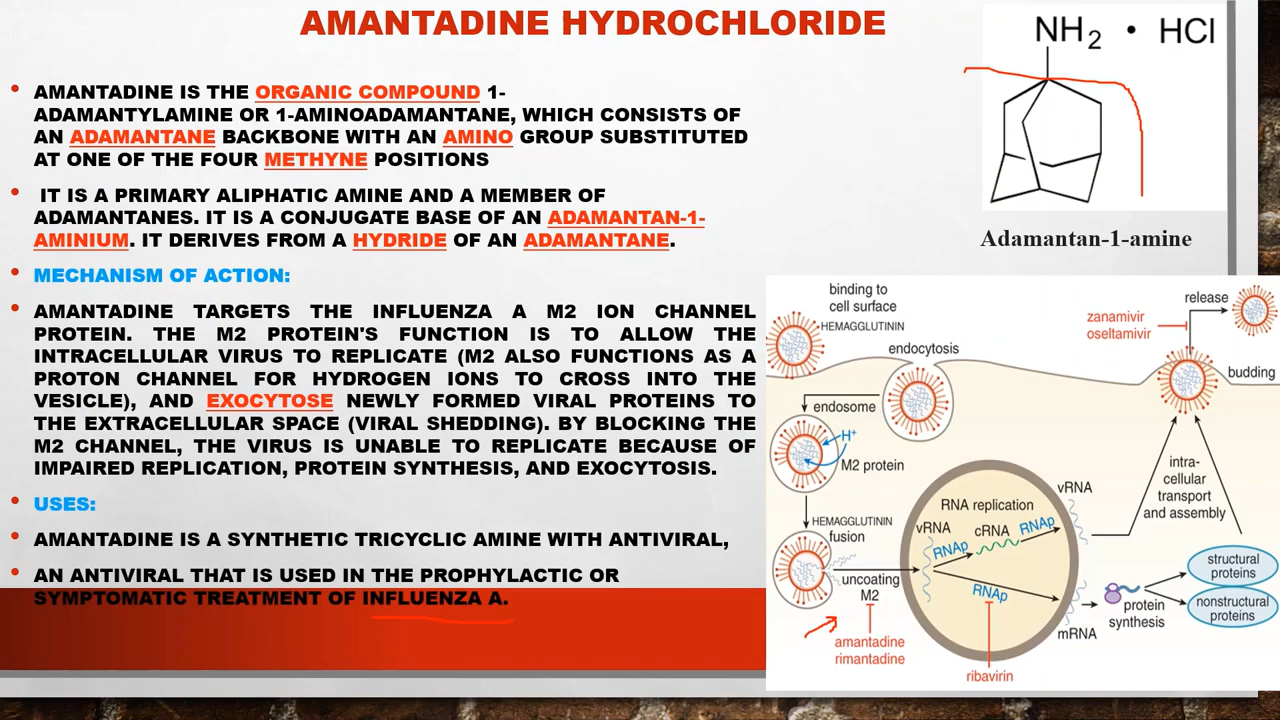 AMANTADINE HYDROCHLORIDE
• AMANTADINE IS THE ORGANIC COMPOUND 1-
ADAMANTYLAMINE OR 1-AMINOADAMANTANE, WHICH CONSISTS OF
AN ADAMANTANE BACKBONE WITH AN AMINO GROUP SUBSTITUTED
AT ONE OF THE FOUR METHYNE POSITIONS
• IT IS A PRIMARY ALIPHATIC AMINE AND A MEMBER OF
ADAMANTANES. IT IS A CONJUGATE BASE OF AN ADAMANTAN-1-
AMINIUM. IT DERIVES FROM A HYDRIDE OF AN ADAMANTANE.
• MECHANISM OF ACTION:
• AMANTADINE TARGETS THE INFLUENZA A M2 ION CHANNEL
PROTEIN. THE M2 PROTEIN'S FUNCTION IS TO ALLOW THE
INTRACELLULAR VIRUS TO REPLICATE (M2 ALSO FUNCTIONS AS A
PROTON CHANNEL FOR HYDROGEN IONS TO CROSS INTO THE
VESICLE), AND EXOCYTOSE NEWLY FORMED VIRAL PROTEINS TO
THE EXTRACELLULAR SPACE (VIRAL SHEDDING). BY BLOCKING THE
M2 CHANNEL, THE VIRUS IS UNABLE TO REPLICATE BECAUSE OF
IMPAIRED REPLICATION, PROTEIN SYNTHESIS, AND EXOCYTOSIS.
• USES:
• AMANTADINE IS A SYNTHETIC TRICYCLIC AMINE WITH ANTIVIRAL,
• AN ANTIVIRAL THAT IS USED IN THE PROPHYLACTIC OR
SYMPTOMATIC TREATMENT OF INFLUENZA A.
NH2 • HCl
Adamantan-1-amine
binding to
cell surface
HEMAGGLUTININ
endocytosis
endosome
H+
M2 protein
HEMAGGLUTININ
fusion
uncoating
M2
amantadine
rimantadine
RNA replication
vRNA
cRNA
RNAp
RNAp
vRNA
RNAp
mRNA
ribavirin
protein
synthesis
structural
proteins
nonstructural
proteins
intra-
cellular
transport
and assembly
zanamivir
oseltamivir
release
budding